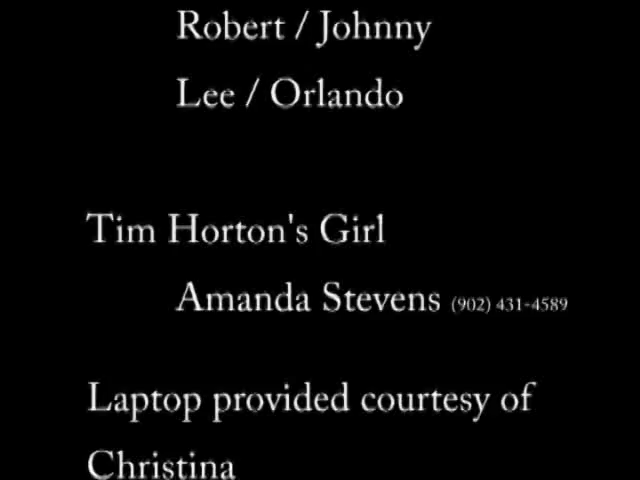 Robert / Johnny
Lee / Orlando
Tim Horton's Girl
Amanda Stevens (902) 431-4589
Laptop provided courtesy of
Christina